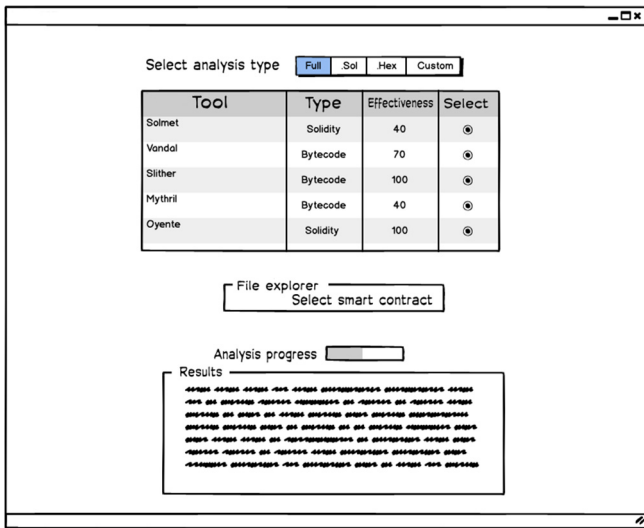 Select analysis type Full .Sol .Hex Custom
Tool Type Effectiveness Select
Solmet Solidity 40
Vandal Bytecode 70
Slither Bytecode 100
Mythril Bytecode 40
Oyente Solidity 100
File explorer
Select smart contract
Analysis progress
Results